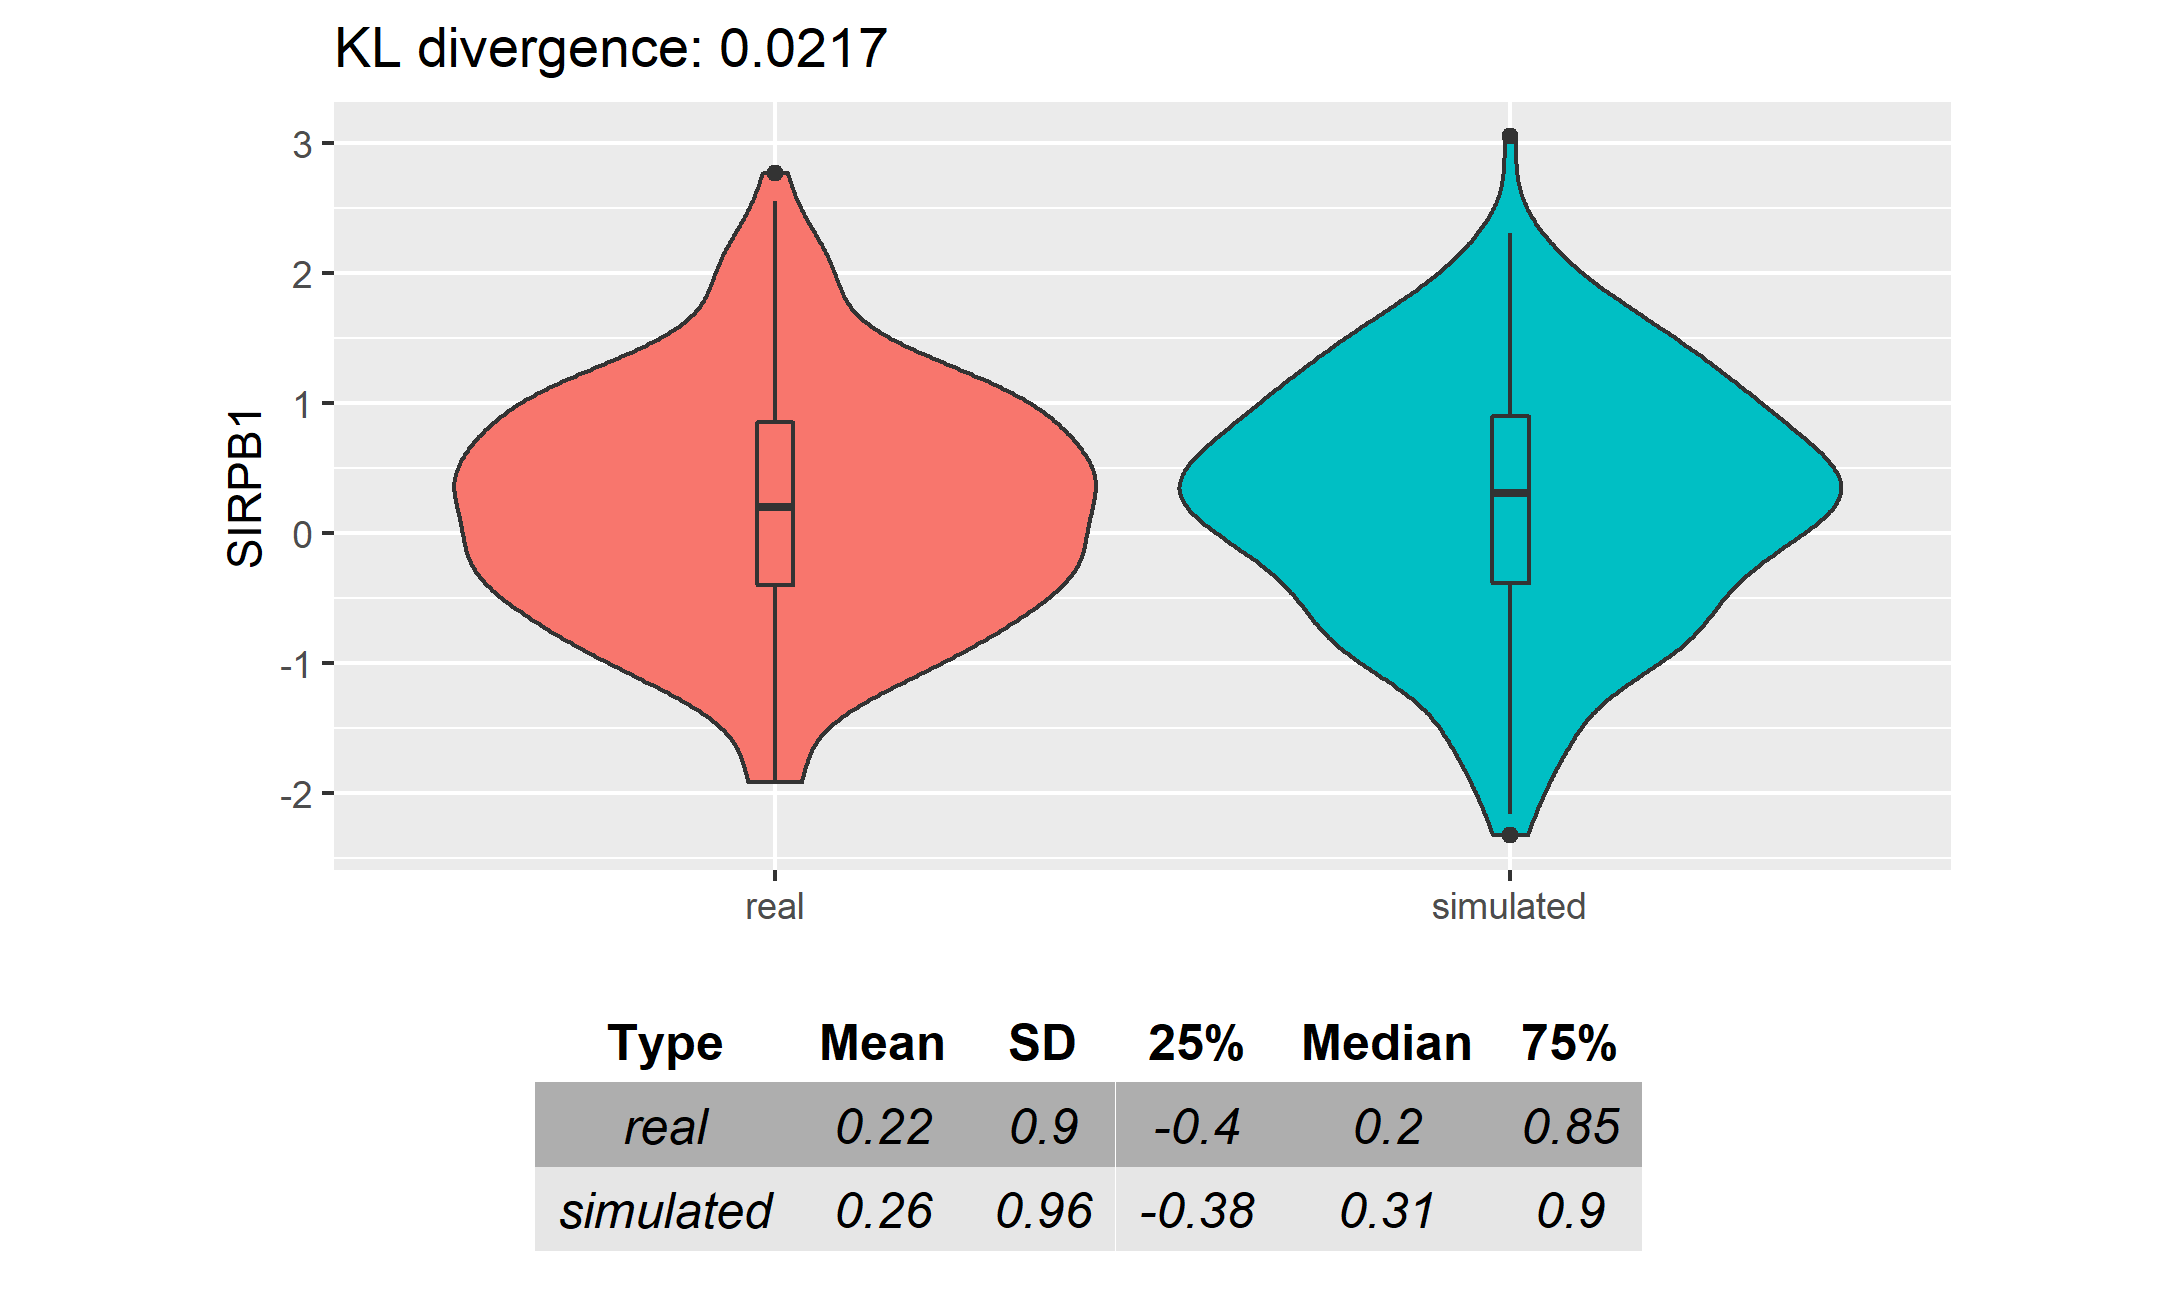 KL divergence: 0.0217
3
2
1
0
-1
-2
SIRPB1
real simulated
Type Mean SD 25% Median 75%
real 0.22 0.9 -0.4 0.2 0.85
simulated 0.26 0.96 -0.38 0.31 0.9